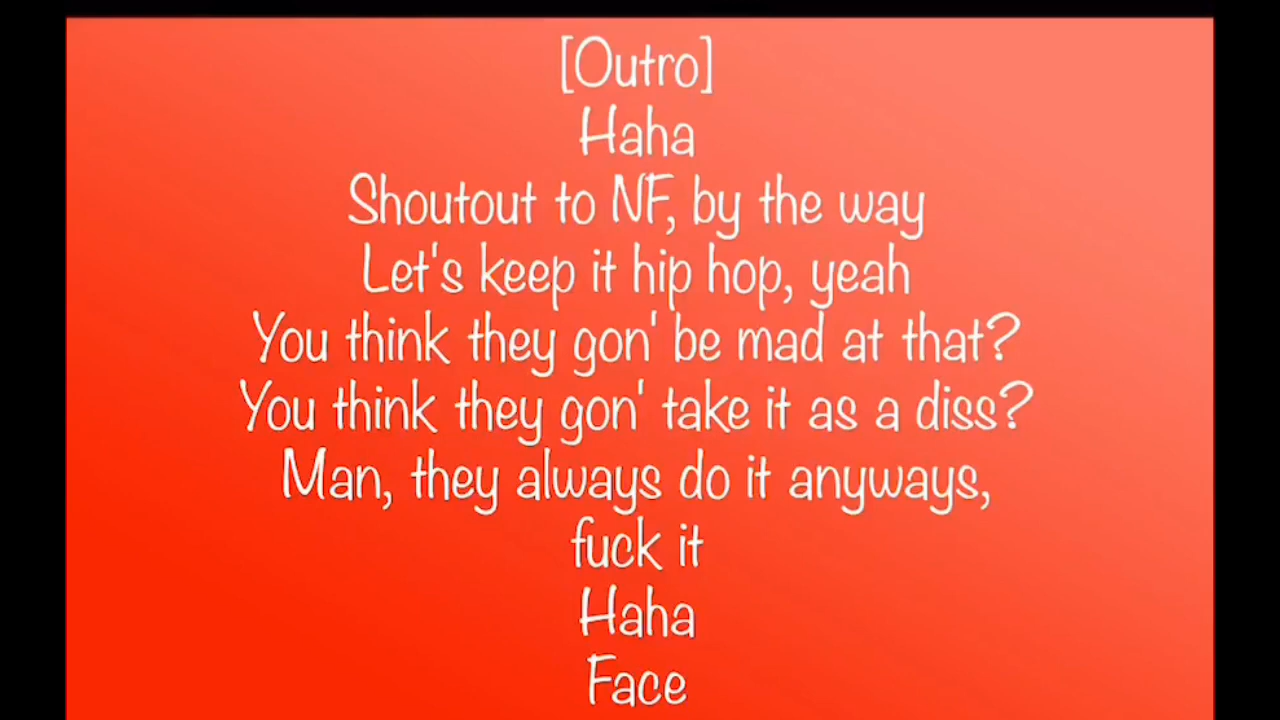 [Outro]
Haha
Shoutout to NF, by the way
Let's keep it hip hop, yeah
You think they gon' be mad at that?
You think they gon' take it as a diss?
Man, they always do it anyways,
fuck it
Haha
Face